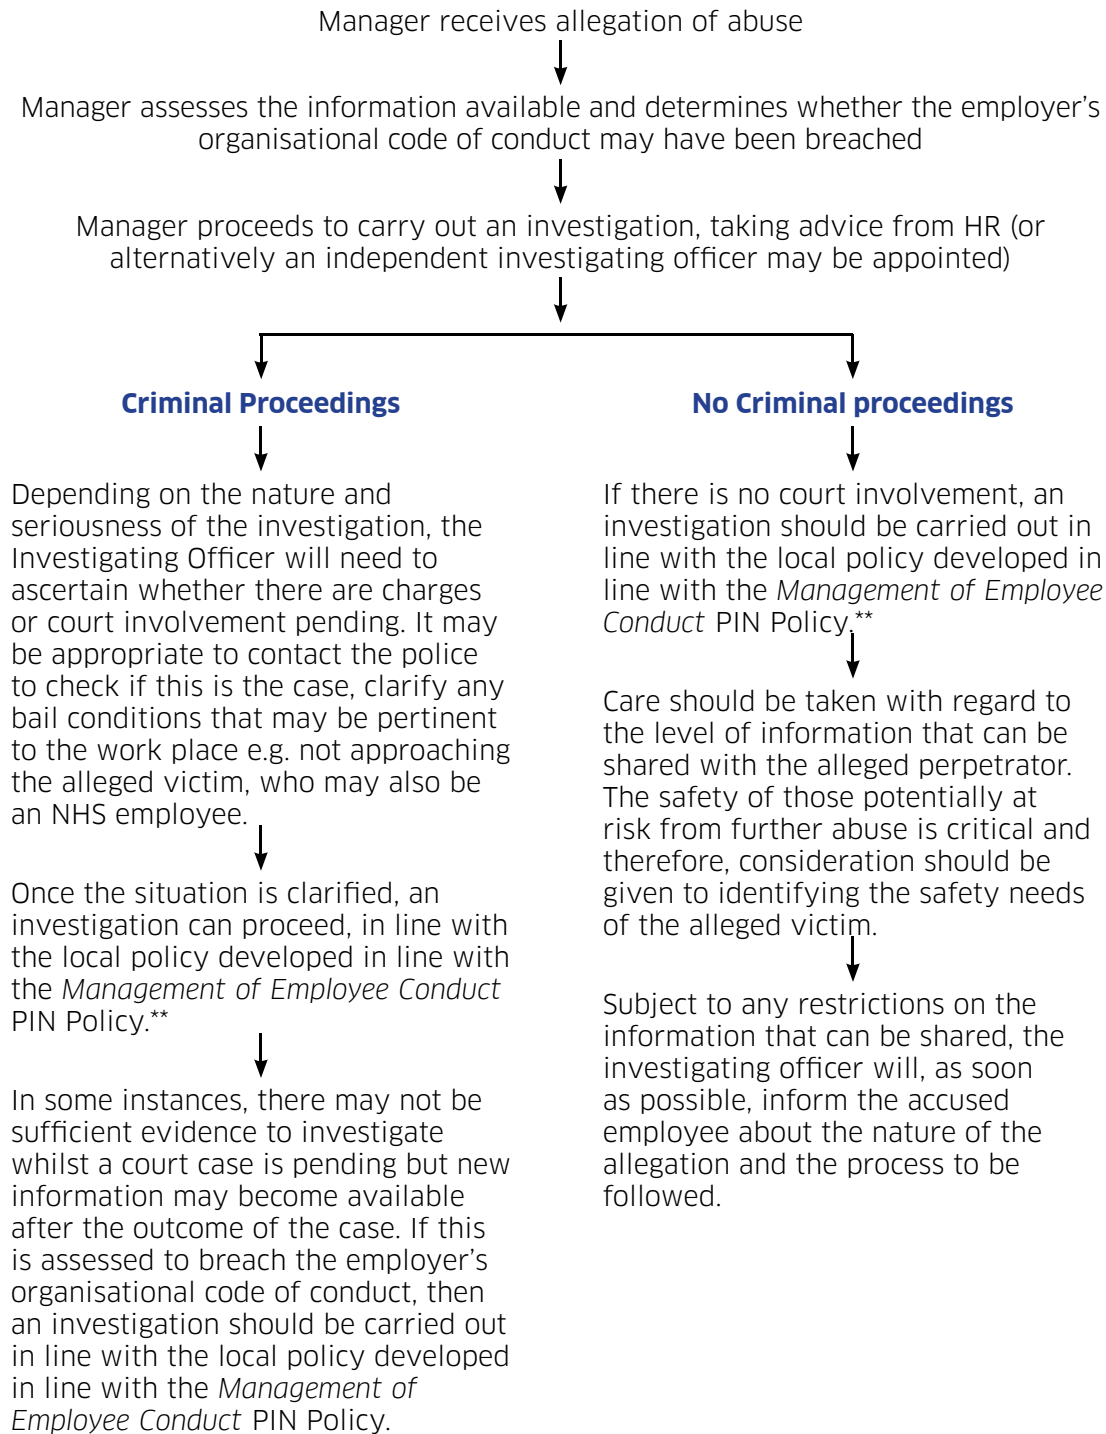 Manager receives allegation of abuse
Manager assesses the information available and determines whether the employer’s
organisational code of conduct may have been breached
Manager proceeds to carry out an investigation, taking advice from HR (or
alternatively an independent investigating officer may be appointed)
Criminal Proceedings
Depending on the nature and
seriousness of the investigation, the
Investigating Officer will need to
ascertain whether there are charges
or court involvement pending. It may
be appropriate to contact the police
to check if this is the case, clarify any
bail conditions that may be pertinent
to the work place e.g. not approaching
the alleged victim, who may also be
an NHS employee.
Once the situation is clarified, an
investigation can proceed, in line with
the local policy developed in line with
the Management of Employee Conduct
PIN Policy.**
In some instances, there may not be
sufficient evidence to investigate
whilst a court case is pending but new
information may become available
after the outcome of the case. If this
is assessed to breach the employer’s
organisational code of conduct, then
an investigation should be carried out
in line with the local policy developed
in line with the Management of
Employee Conduct PIN Policy.
No Criminal proceedings
If there is no court involvement, an
investigation should be carried out in
line with the local policy developed in
line with the Management of Employee
Conduct PIN Policy.**
Care should be taken with regard to
the level of information that can be
shared with the alleged perpetrator.
The safety of those potentially at
risk from further abuse is critical and
therefore, consideration should be
given to identifying the safety needs
of the alleged victim.
Subject to any restrictions on the
information that can be shared, the
investigating officer will, as soon
as possible, inform the accused
employee about the nature of the
allegation and the process to be
followed.